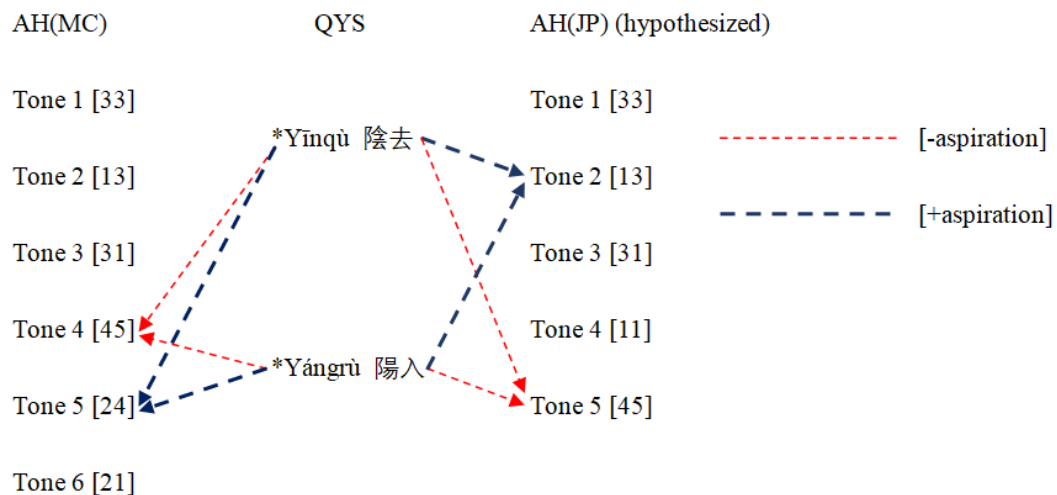 AH(MC) QYS AH(JP) (hypothesized)
Tone 1 [33] Tone 1 [33]
*Yīnqù 陰去 [-aspiration]
Tone 2 [13] Tone 2 [13]
[+aspiration]
Tone 3 [31] Tone 3 [31]
Tone 4 [45] Tone 4 [11]
*Yángrù 陽入
Tone 5 [24] Tone 5 [45]
Tone 6 [21]